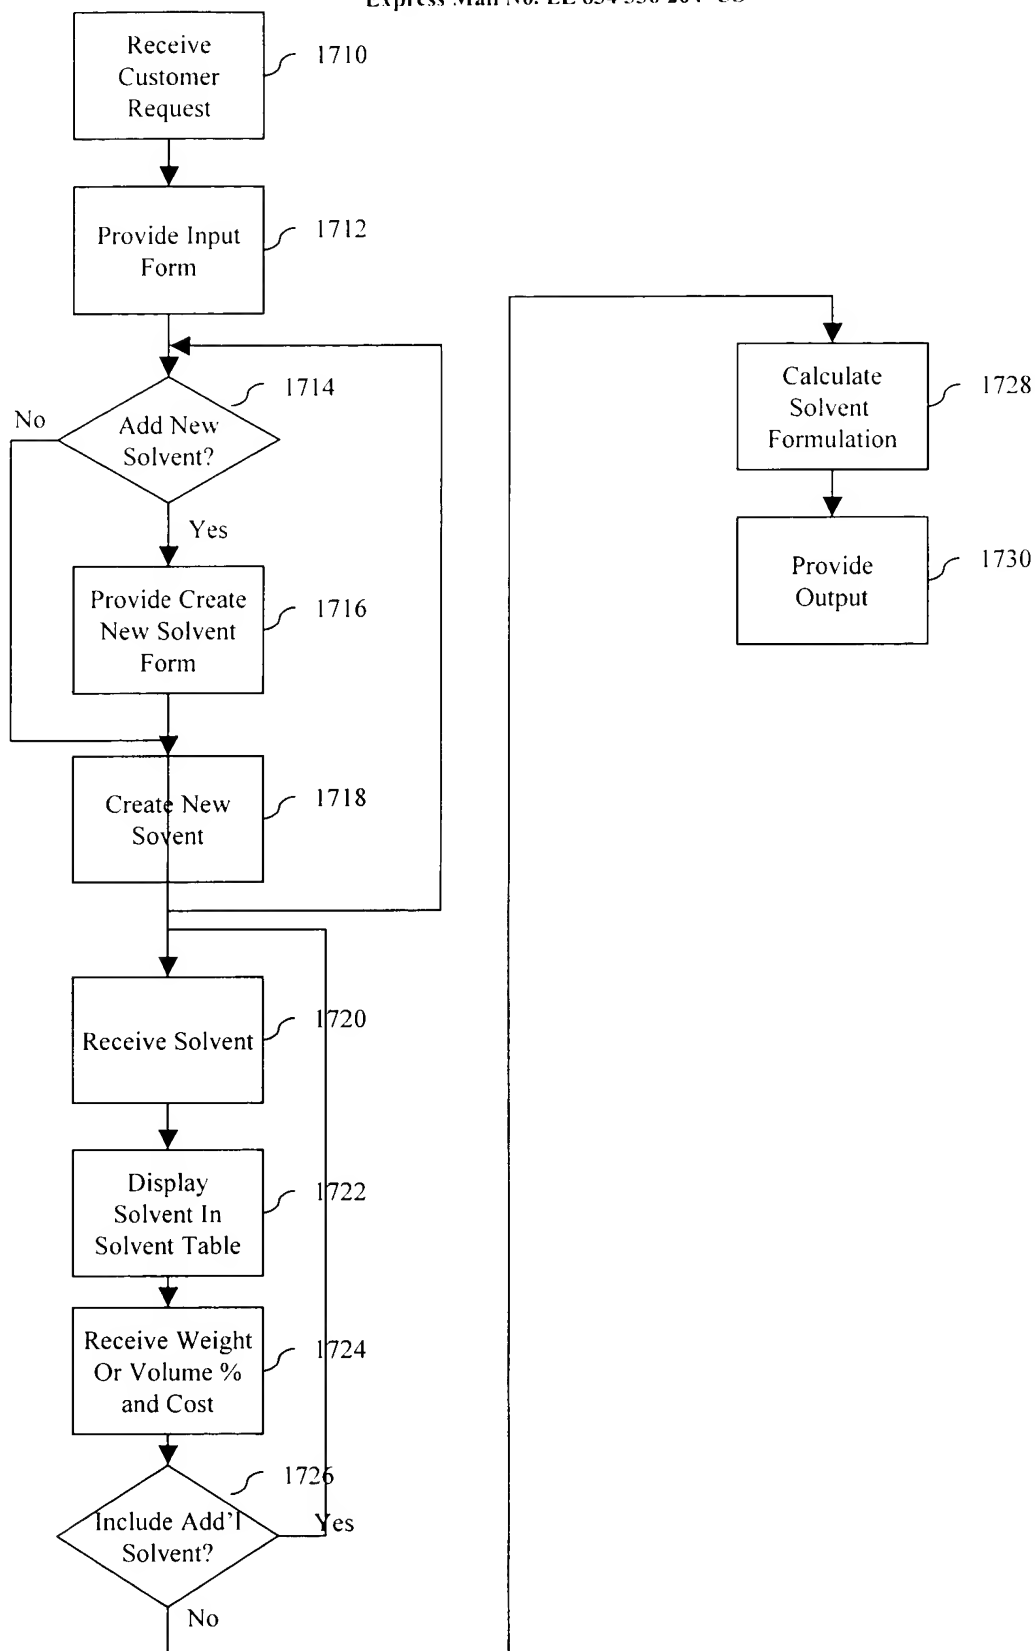 Receive
Customer
Request
1710
Provide Input
Form
1712
Add New
Solvent?
1714
No
Yes
Provide Create
New Solvent
Form
1716
Create New
Sovent
1718
Receive Solvent
1720
Display
Solvent In
Solvent Table
1722
Receive Weight
Or Volume %
and Cost
1724
Include Add'l
Solvent?
1726
Yes
No
Calculate
Solvent
Formulation
1728
Provide
Output
1730